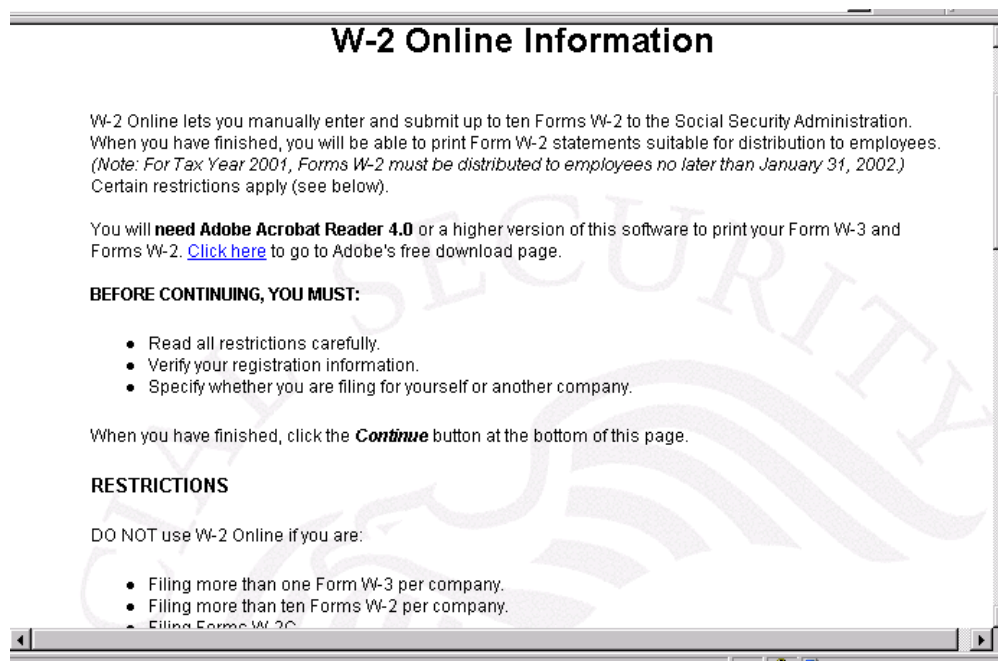 W-2 Online Information
W-2 Online lets you manually enter and submit up to ten Forms W-2 to the Social Security Administration.
When you have finished, you will be able to print Form W-2 statements suitable for distribution to employees.
(Note: For Tax Year 2001, Forms W-2 must be distributed to employees no later than January 31, 2002.)
Certain restrictions apply (see below).
You will need Adobe Acrobat Reader 4.0 or a higher version of this software to print your Form W-3 and
Forms W-2. Click here to go to Adobe's free download page.
BEFORE CONTINUING, YOU MUST:
● Read all restrictions carefully.
● Verify your registration information.
● Specify whether you are filing for yourself or another company.
When you have finished, click the Continue button at the bottom of this page.
RESTRICTIONS
DO NOT use W-2 Online if you are:
● Filing more than one Form W-3 per company.
● Filing more than ten Forms W-2 per company.
● Filing Forms W-2C
CIAL SECURITY